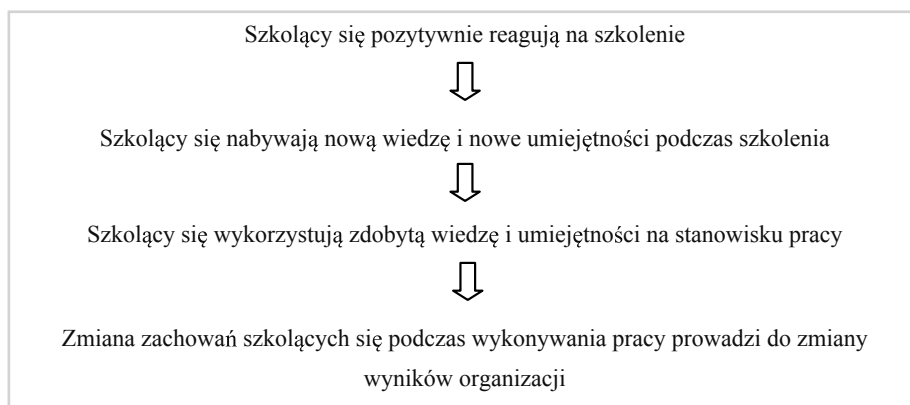 Szkolący się pozytywnie reagują na szkolenie
Szkolący się nabywają nową wiedzę i nowe umiejętności podczas szkolenia
Szkolący się wykorzystują zdobytą wiedzę i umiejętności na stanowisku pracy
Zmiana zachowań szkolących się podczas wykonywania pracy prowadzi do zmiany
wyników organizacji